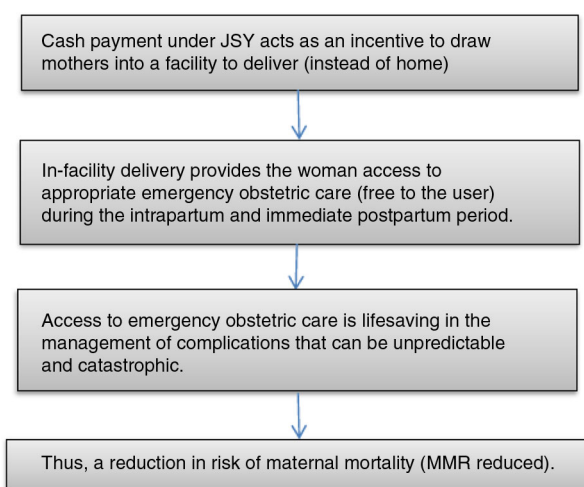 Cash payment under JSY acts as an incentive to draw
mothers into a facility to deliver (instead of home)
In-facility delivery provides the woman access to
appropriate emergency obstetric care (free to the user)
during the intrapartum and immediate postpartum period.
Access to emergency obstetric care is lifesaving in the
management of complications that can be unpredictable
and catastrophic.
Thus, a reduction in risk of maternal mortality (MMR reduced).